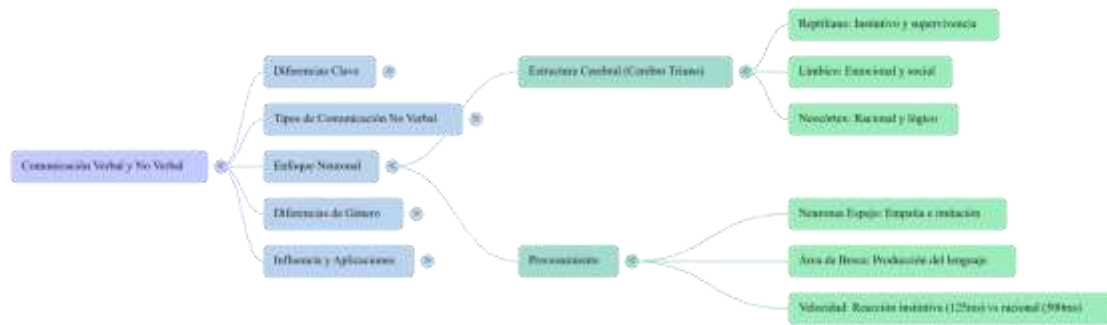 Comunicación Verbal y No Verbal
Diferencias Clave
Tipos de Comunicación No Verbal
Enfoque Neuronal
Diferencias de Género
Influencia y Aplicaciones
Estructura Cerebral (Cerebro Triuno)
Reptiliano: Instintivo y supervivencia
Límbico: Emocional y social
Neocórtex: Racional y lógico
Procesamiento
Neuronas Espejo: Empatía e imitación
Área de Broca: Producción del lenguaje
Velocidad: Reacción instintiva (125ms) vs racional (500ms)